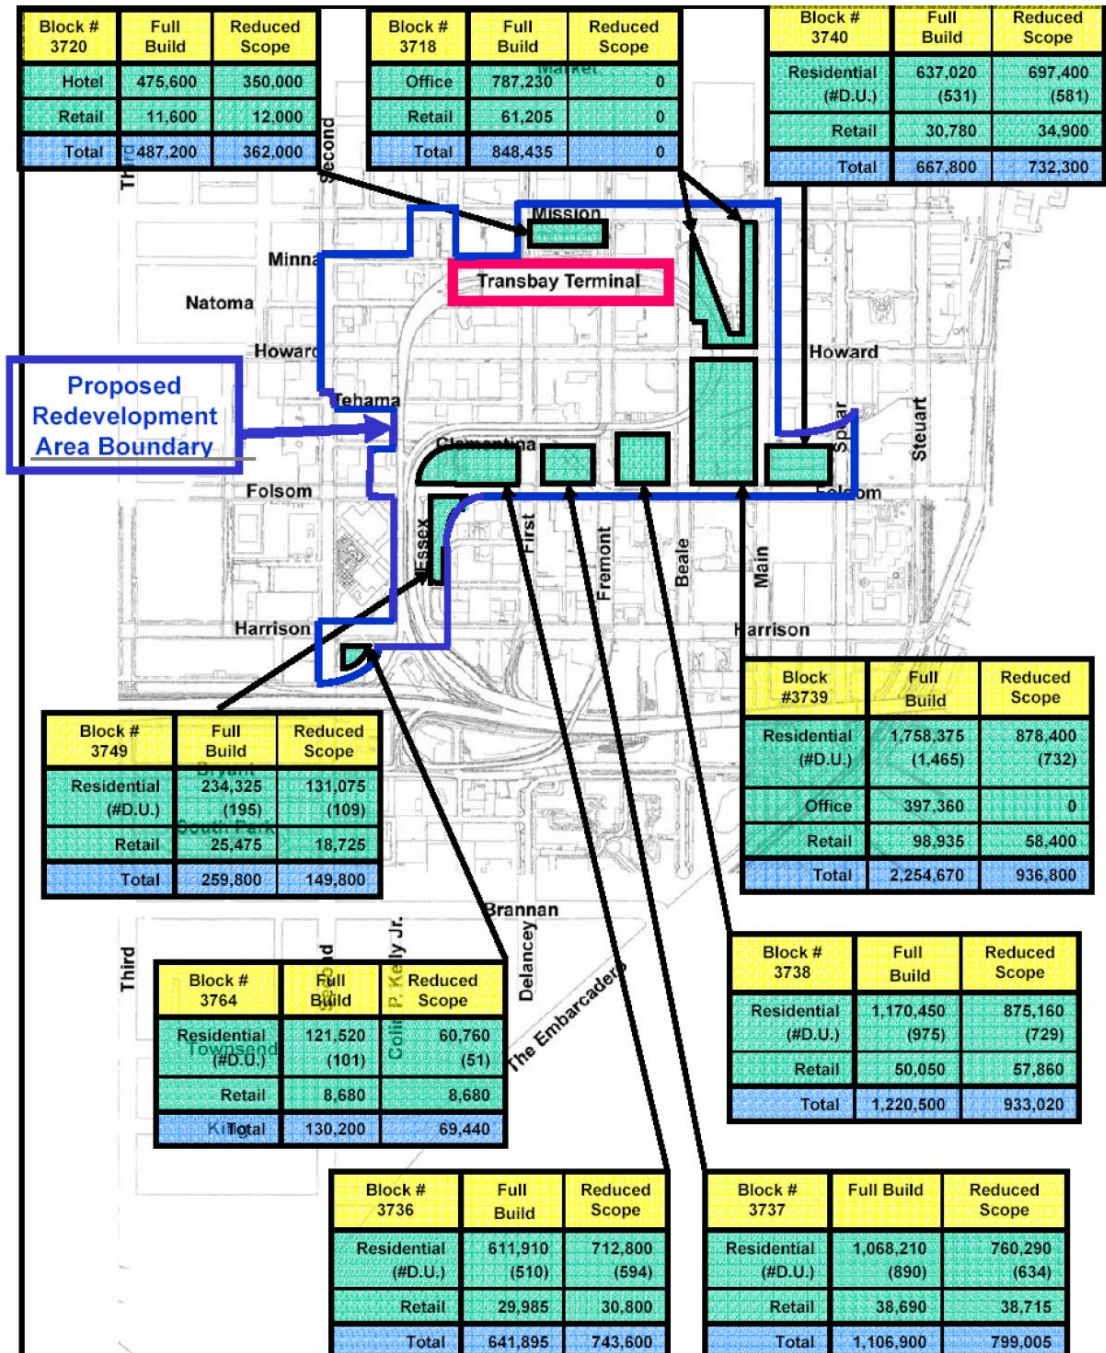 Block # Full Reduced
3720 Build Scope
Hotel 475,600 350,000
Retail 11,600 12,000
Total 487,200 362,000
Block # Full Reduced
3718 Build Scope
Office 787,230 0
Retail 61,205 0
Total 848,435 0
Block # Full Reduced
3740 Build Scope
Residential 637,020 697,400
(#D.U.) (531) (581)
Retail 30,780 34,900
Total 667,800 732,300
Market
Third
Second
Mission
Minna
Transbay Terminal
Natoma
Howard
Howard
Proposed
Redevelopment
Area Boundary
Tehama
Clementina
Spear
Steuart
Folsom
Folsom
Essex
First
Fremont
Beale
Main
Harrison
Harrison
Block # Full Reduced
3749 Build Scope
Residential 234,325 131,075
(#D.U.) (195) (109)
Retail 25,475 18,725
Total 259,800 149,800
Bryant
South Park
Block Full Reduced
#3739 Build Scope
Residential 1,758,375 878,400
(#D.U.) (1,465) (732)
Office 397,360 0
Retail 98,935 58,400
Total 2,254,670 936,800
Brannan
Third
Second
Colin P. Kelly Jr.
Delancey
The Embarcadero
Block # Full Reduced
3764 Build Scope
Residential 121,520 60,760
(#D.U.) (101) (51)
Retail 8,680 8,680
Total 130,200 69,440
Townsend
King
Block # Full Reduced
3738 Build Scope
Residential 1,170,450 875,160
(#D.U.) (975) (729)
Retail 50,050 57,860
Total 1,220,500 933,020
Block # Full Reduced
3736 Build Scope
Residential 611,910 712,800
(#D.U.) (510) (594)
Retail 29,985 30,800
Total 641,895 743,600
Block # Full Build Reduced
3737 Scope
Residential 1,068,210 760,290
(#D.U.) (890) (634)
Retail 38,690 38,715
Total 1,106,900 799,005